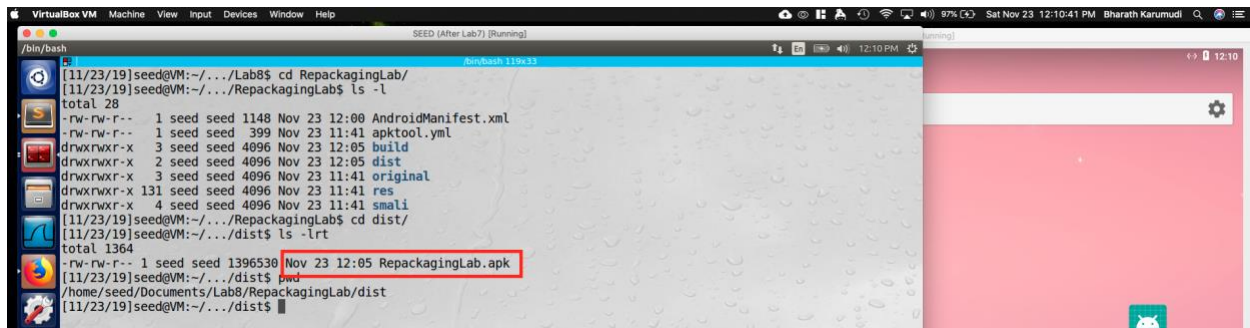 VirtualBox VM Machine View Input Devices Window Help 97% Sat Nov 23 12:10:41 PM Bharath Karumudi
SEED (After Lab7) [Running]
/bin/bash En 12:10 PM
/bin/bash 119x33
[11/23/19]seed@VM:~/.../Lab8$ cd RepackagingLab/
[11/23/19]seed@VM:~/.../RepackagingLab$ ls -l
total 28
-rw-rw-r-- 1 seed seed 1148 Nov 23 12:00 AndroidManifest.xml
-rw-rw-r-- 1 seed seed 399 Nov 23 11:41 apktool.yml
drwxrwxr-x 3 seed seed 4096 Nov 23 12:05 build
drwxrwxr-x 2 seed seed 4096 Nov 23 12:05 dist
drwxrwxr-x 3 seed seed 4096 Nov 23 11:41 original
drwxrwxr-x 131 seed seed 4096 Nov 23 11:41 res
drwxrwxr-x 4 seed seed 4096 Nov 23 11:41 smali
[11/23/19]seed@VM:~/.../RepackagingLab$ cd dist/
[11/23/19]seed@VM:~/.../dist$ ls -lrt
total 1364
-rw-rw-r-- 1 seed seed 1396530 Nov 23 12:05 RepackagingLab.apk
[11/23/19]seed@VM:~/.../dist$ pwd
/home/seed/Documents/Lab8/RepackagingLab/dist
[11/23/19]seed@VM:~/.../dist$
12:10